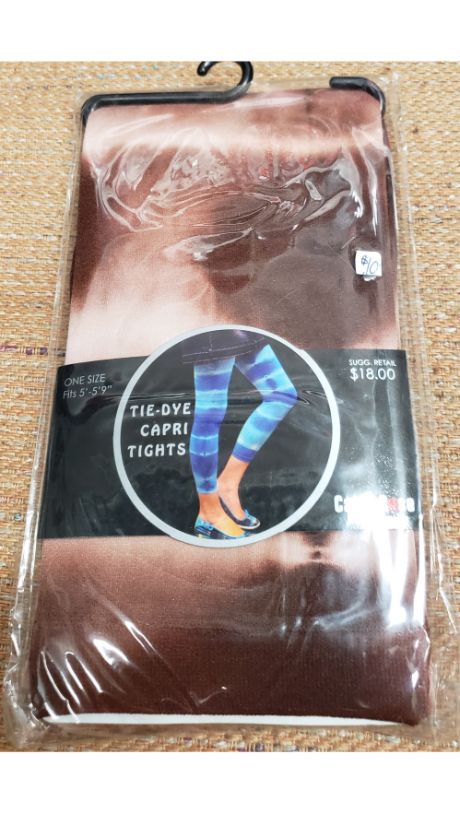 $10
ONE SIZE
Fits 5'-5'9"
TIE-DYE
CAPRI
TIGHTS
SUGG. RETAIL
$18.00